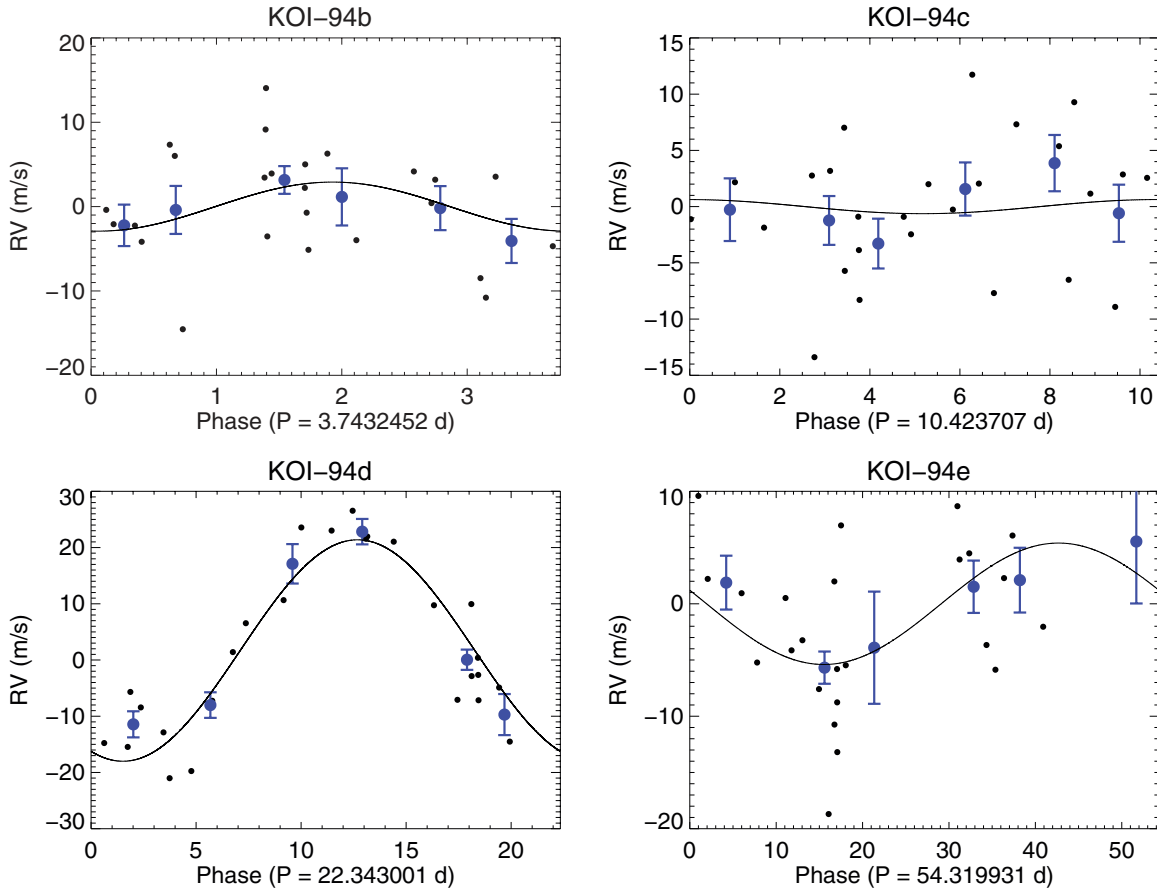 KOI−94b
20
10
0
−10
−20
RV (m/s)
0 1 2 3
Phase (P = 3.7432452 d)
KOI−94c
15
10
5
0
−5
−10
−15
RV (m/s)
0 2 4 6 8 10
Phase (P = 10.423707 d)
KOI−94d
30
20
10
0
−10
−20
−30
RV (m/s)
0 5 10 15 20
Phase (P = 22.343001 d)
KOI−94e
10
0
−10
−20
RV (m/s)
0 10 20 30 40 50
Phase (P = 54.319931 d)